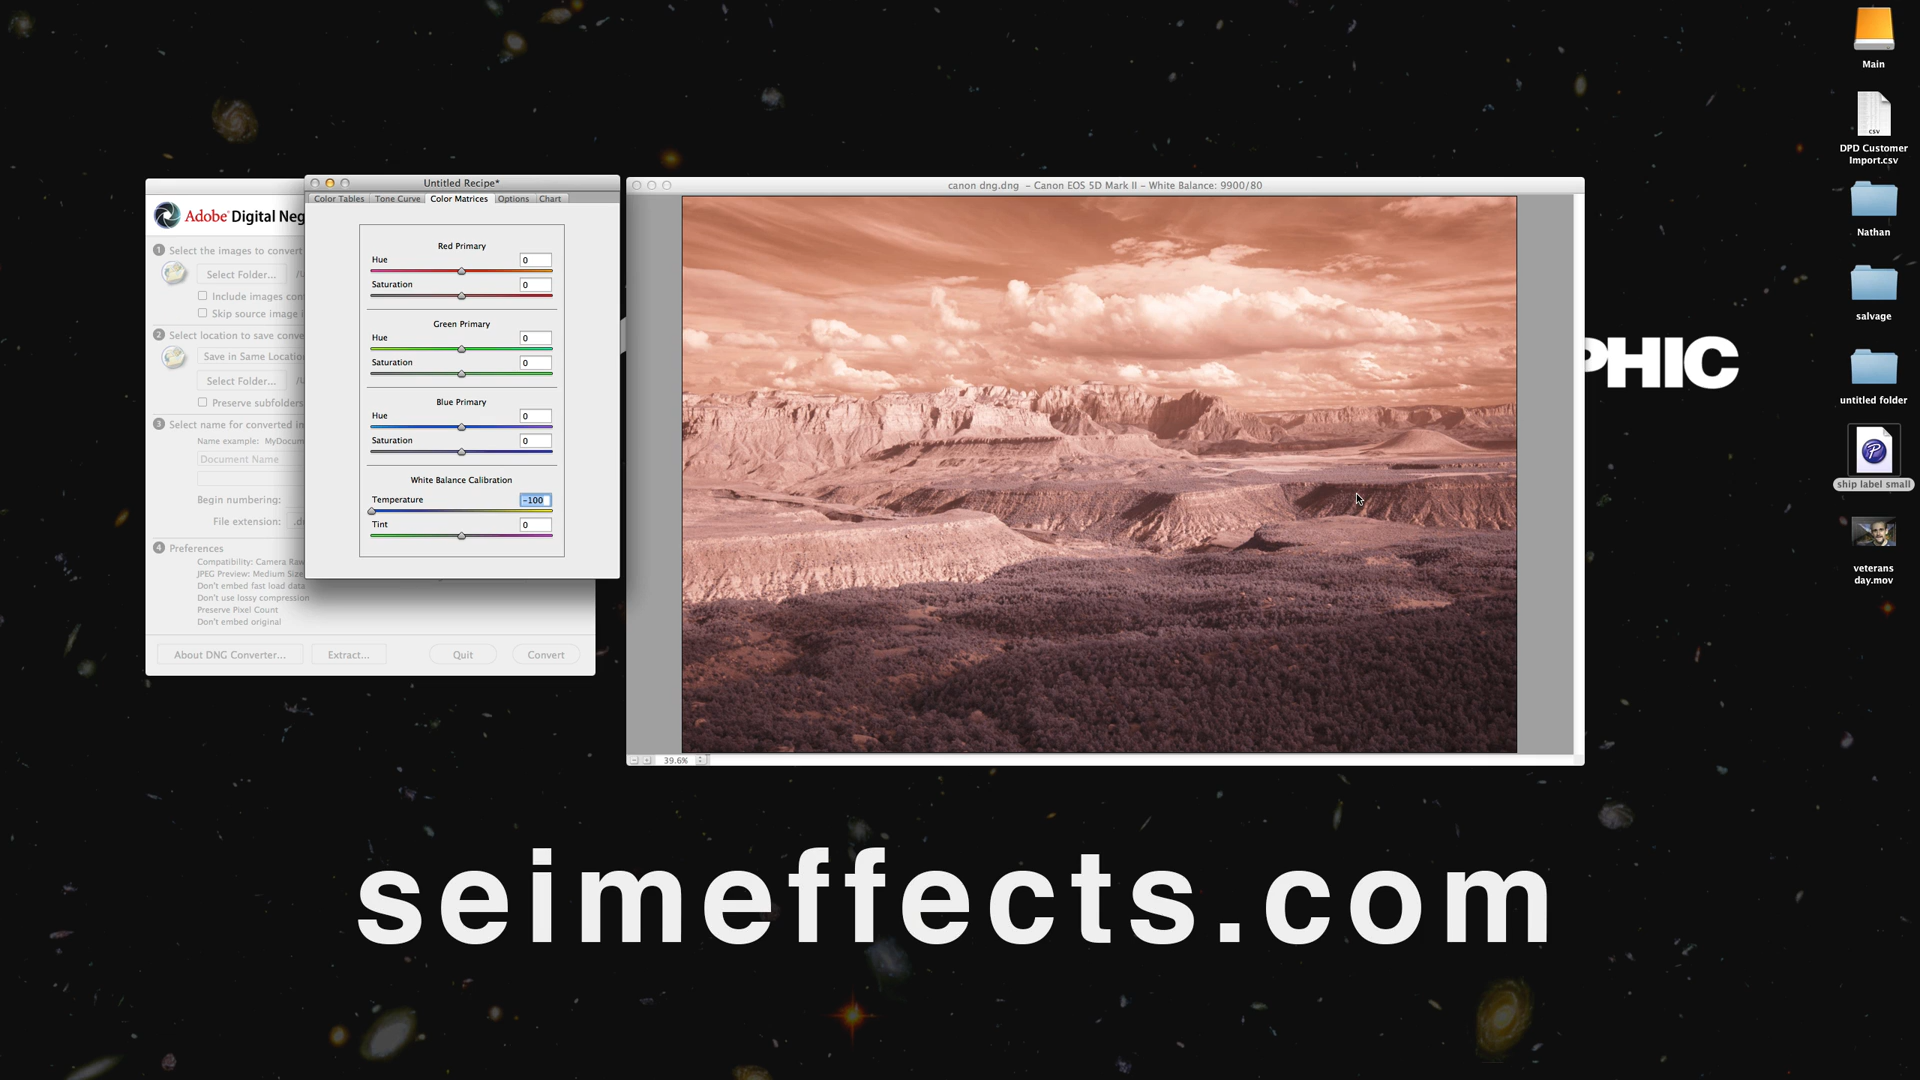 Main
DPD Customer
Import.csv
Nathan
salvage
untitled folder
ship label small
veterans
day.mov
CSV
PHIC
Adobe Digital Neg
1 Select the images to convert
Select Folder...
Include images con
Skip source image i
2 Select location to save conve
Save in Same Locatio
Select Folder...
Preserve subfolders
3 Select name for converted im
Name example: MyDocum
Document Name
Begin numbering:
File extension:
4 Preferences
Compatibility: Camera Raw
JPEG Preview: Medium Size
Don't embed fast load data
Don't use lossy compression
Preserve Pixel Count
Don't embed original
About DNG Converter... Extract... Quit Convert
Untitled Recipe*
Color Tables Tone Curve Color Matrices Options Chart
Red Primary
Hue 0
Saturation 0
Green Primary
Hue 0
Saturation 0
Blue Primary
Hue 0
Saturation 0
White Balance Calibration
Temperature -100
Tint 0
canon dng.dng - Canon EOS 5D Mark II - White Balance: 9900/80
39.6%
seimeffects.com